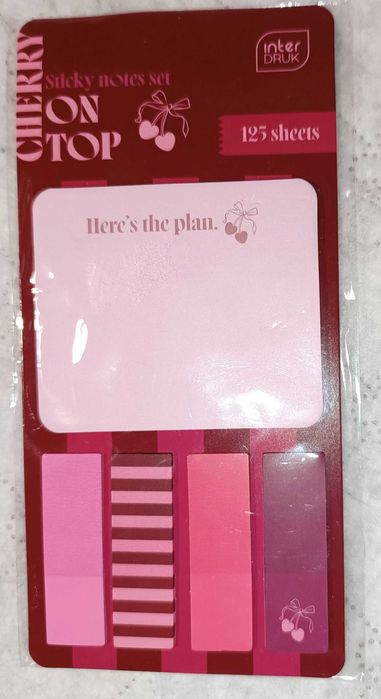 CHERRY
Sticky notes set
ON
TOP
inter
DRUK
125 sheets
Here's the plan.